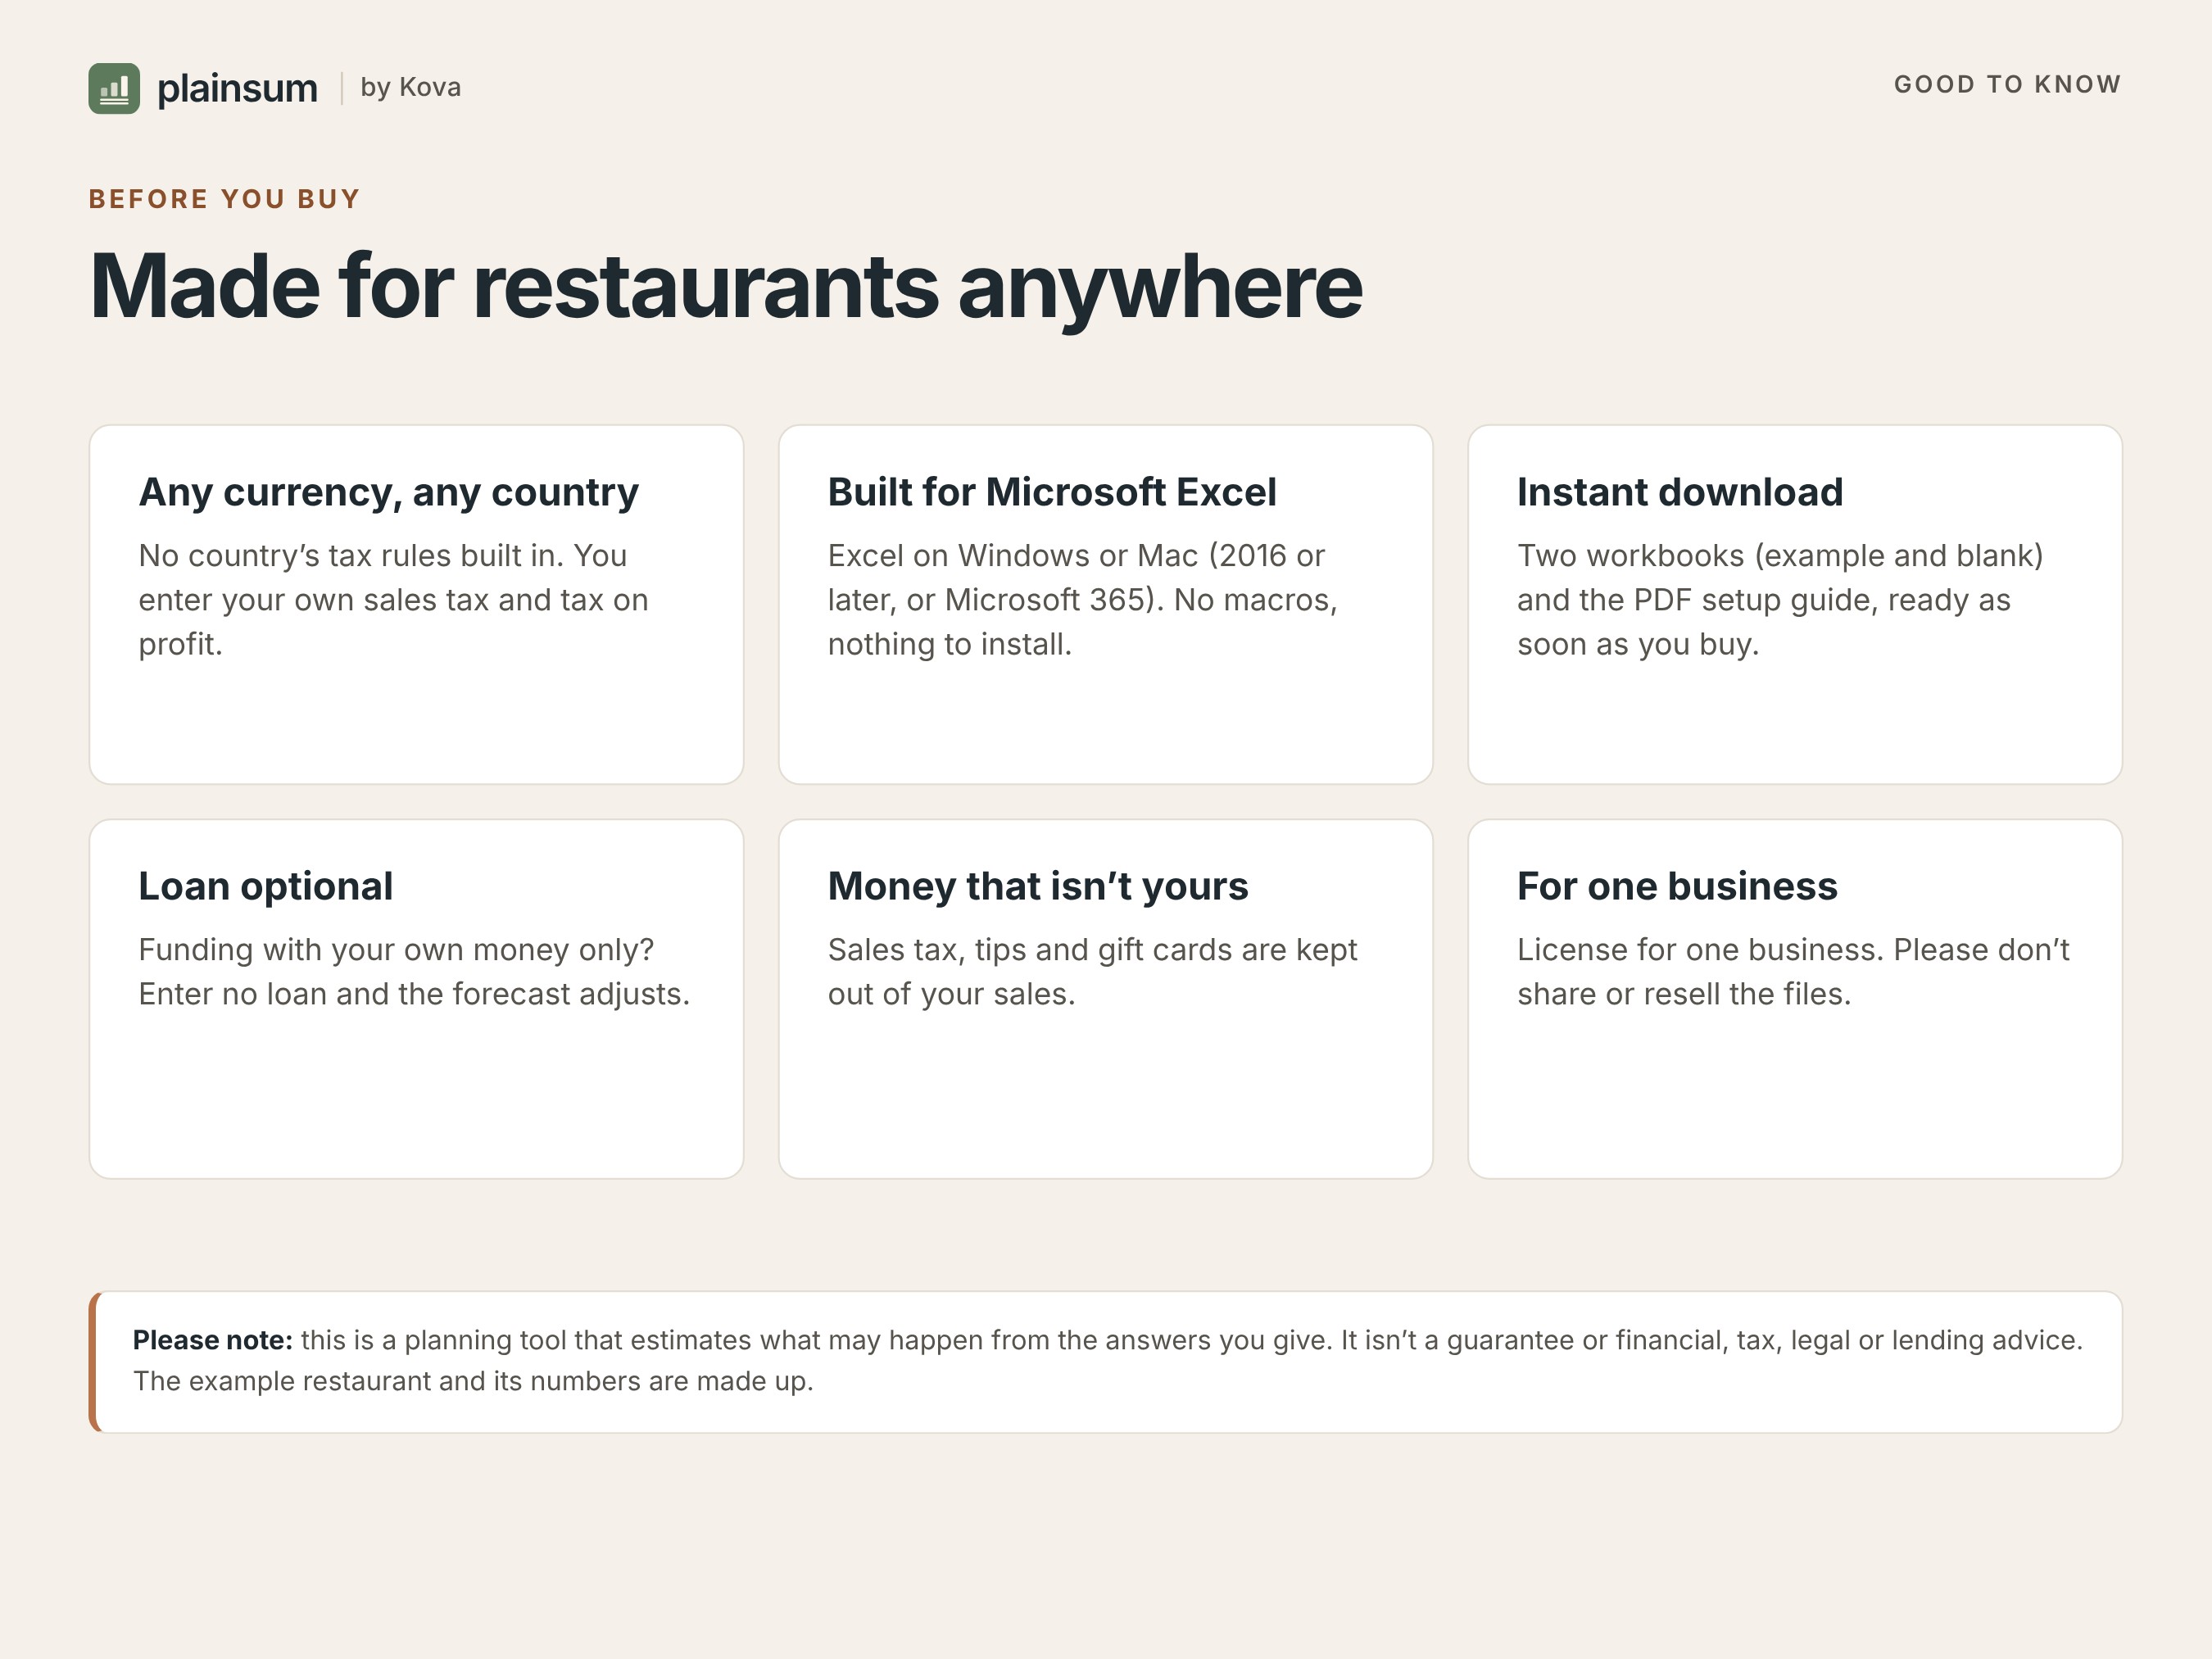 plainsum by Kova
GOOD TO KNOW
BEFORE YOU BUY
Made for restaurants anywhere
Any currency, any country
No country’s tax rules built in. You
enter your own sales tax and tax on
profit.
Built for Microsoft Excel
Excel on Windows or Mac (2016 or
later, or Microsoft 365). No macros,
nothing to install.
Instant download
Two workbooks (example and blank)
and the PDF setup guide, ready as
soon as you buy.
Loan optional
Funding with your own money only?
Enter no loan and the forecast adjusts.
Money that isn’t yours
Sales tax, tips and gift cards are kept
out of your sales.
For one business
License for one business. Please don’t
share or resell the files.
Please note: this is a planning tool that estimates what may happen from the answers you give. It isn’t a guarantee or financial, tax, legal or lending advice.
The example restaurant and its numbers are made up.